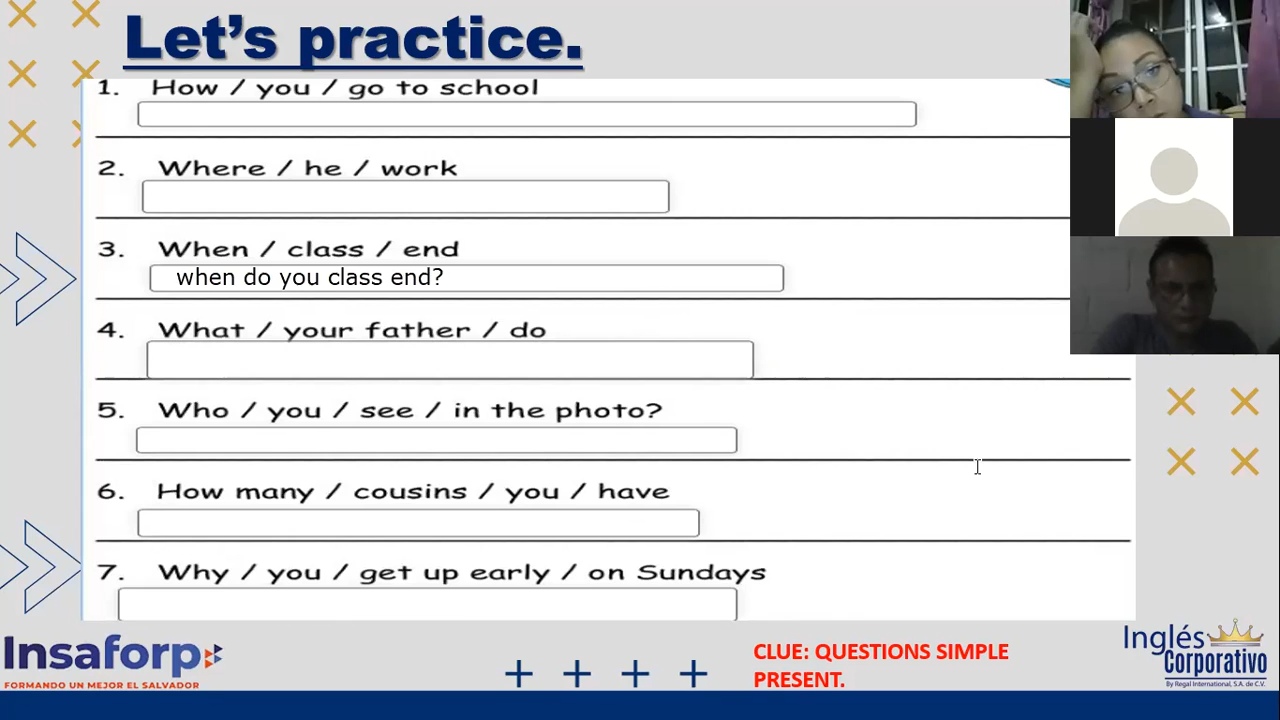 Let's practice.
1. How / you / go to school
2. Where / he / work
3. When / class / end
when do you class end?
4. What / your father / do
5. Who / you / see / in the photo?
6. How many / cousins / you / have
7. Why / you / get up early / on Sundays
Insaforp
FORMANDO UN MEJOR EL SALVADOR
CLUE: QUESTIONS SIMPLE
PRESENT.
Inglés
Corporativo
By Regal International, S.A. de C.V.